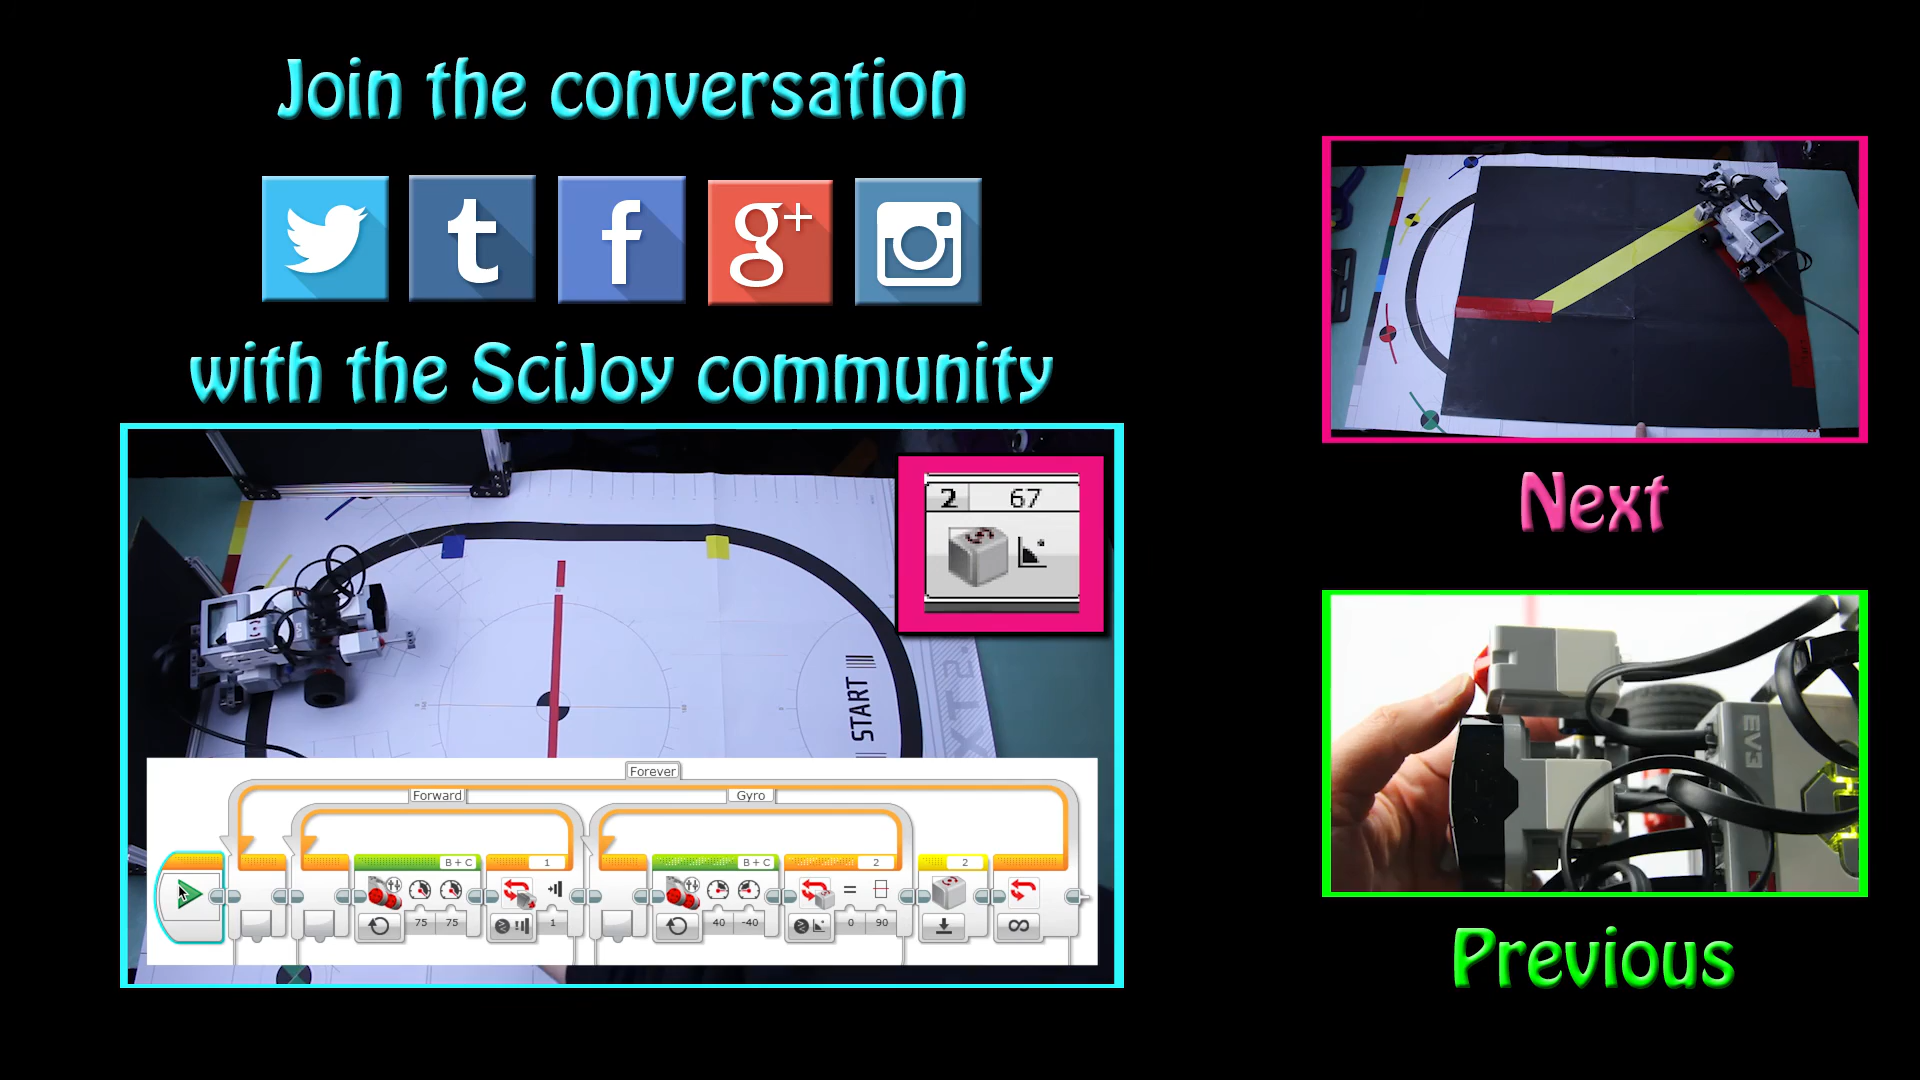 Join the conversation
t f g+
with the SciJoy community
2 67
START
Forever
Forward Gyro
B + C 1 B + C 2 2
75 75 1 40 -40 0 90
Next
EV3
Previous